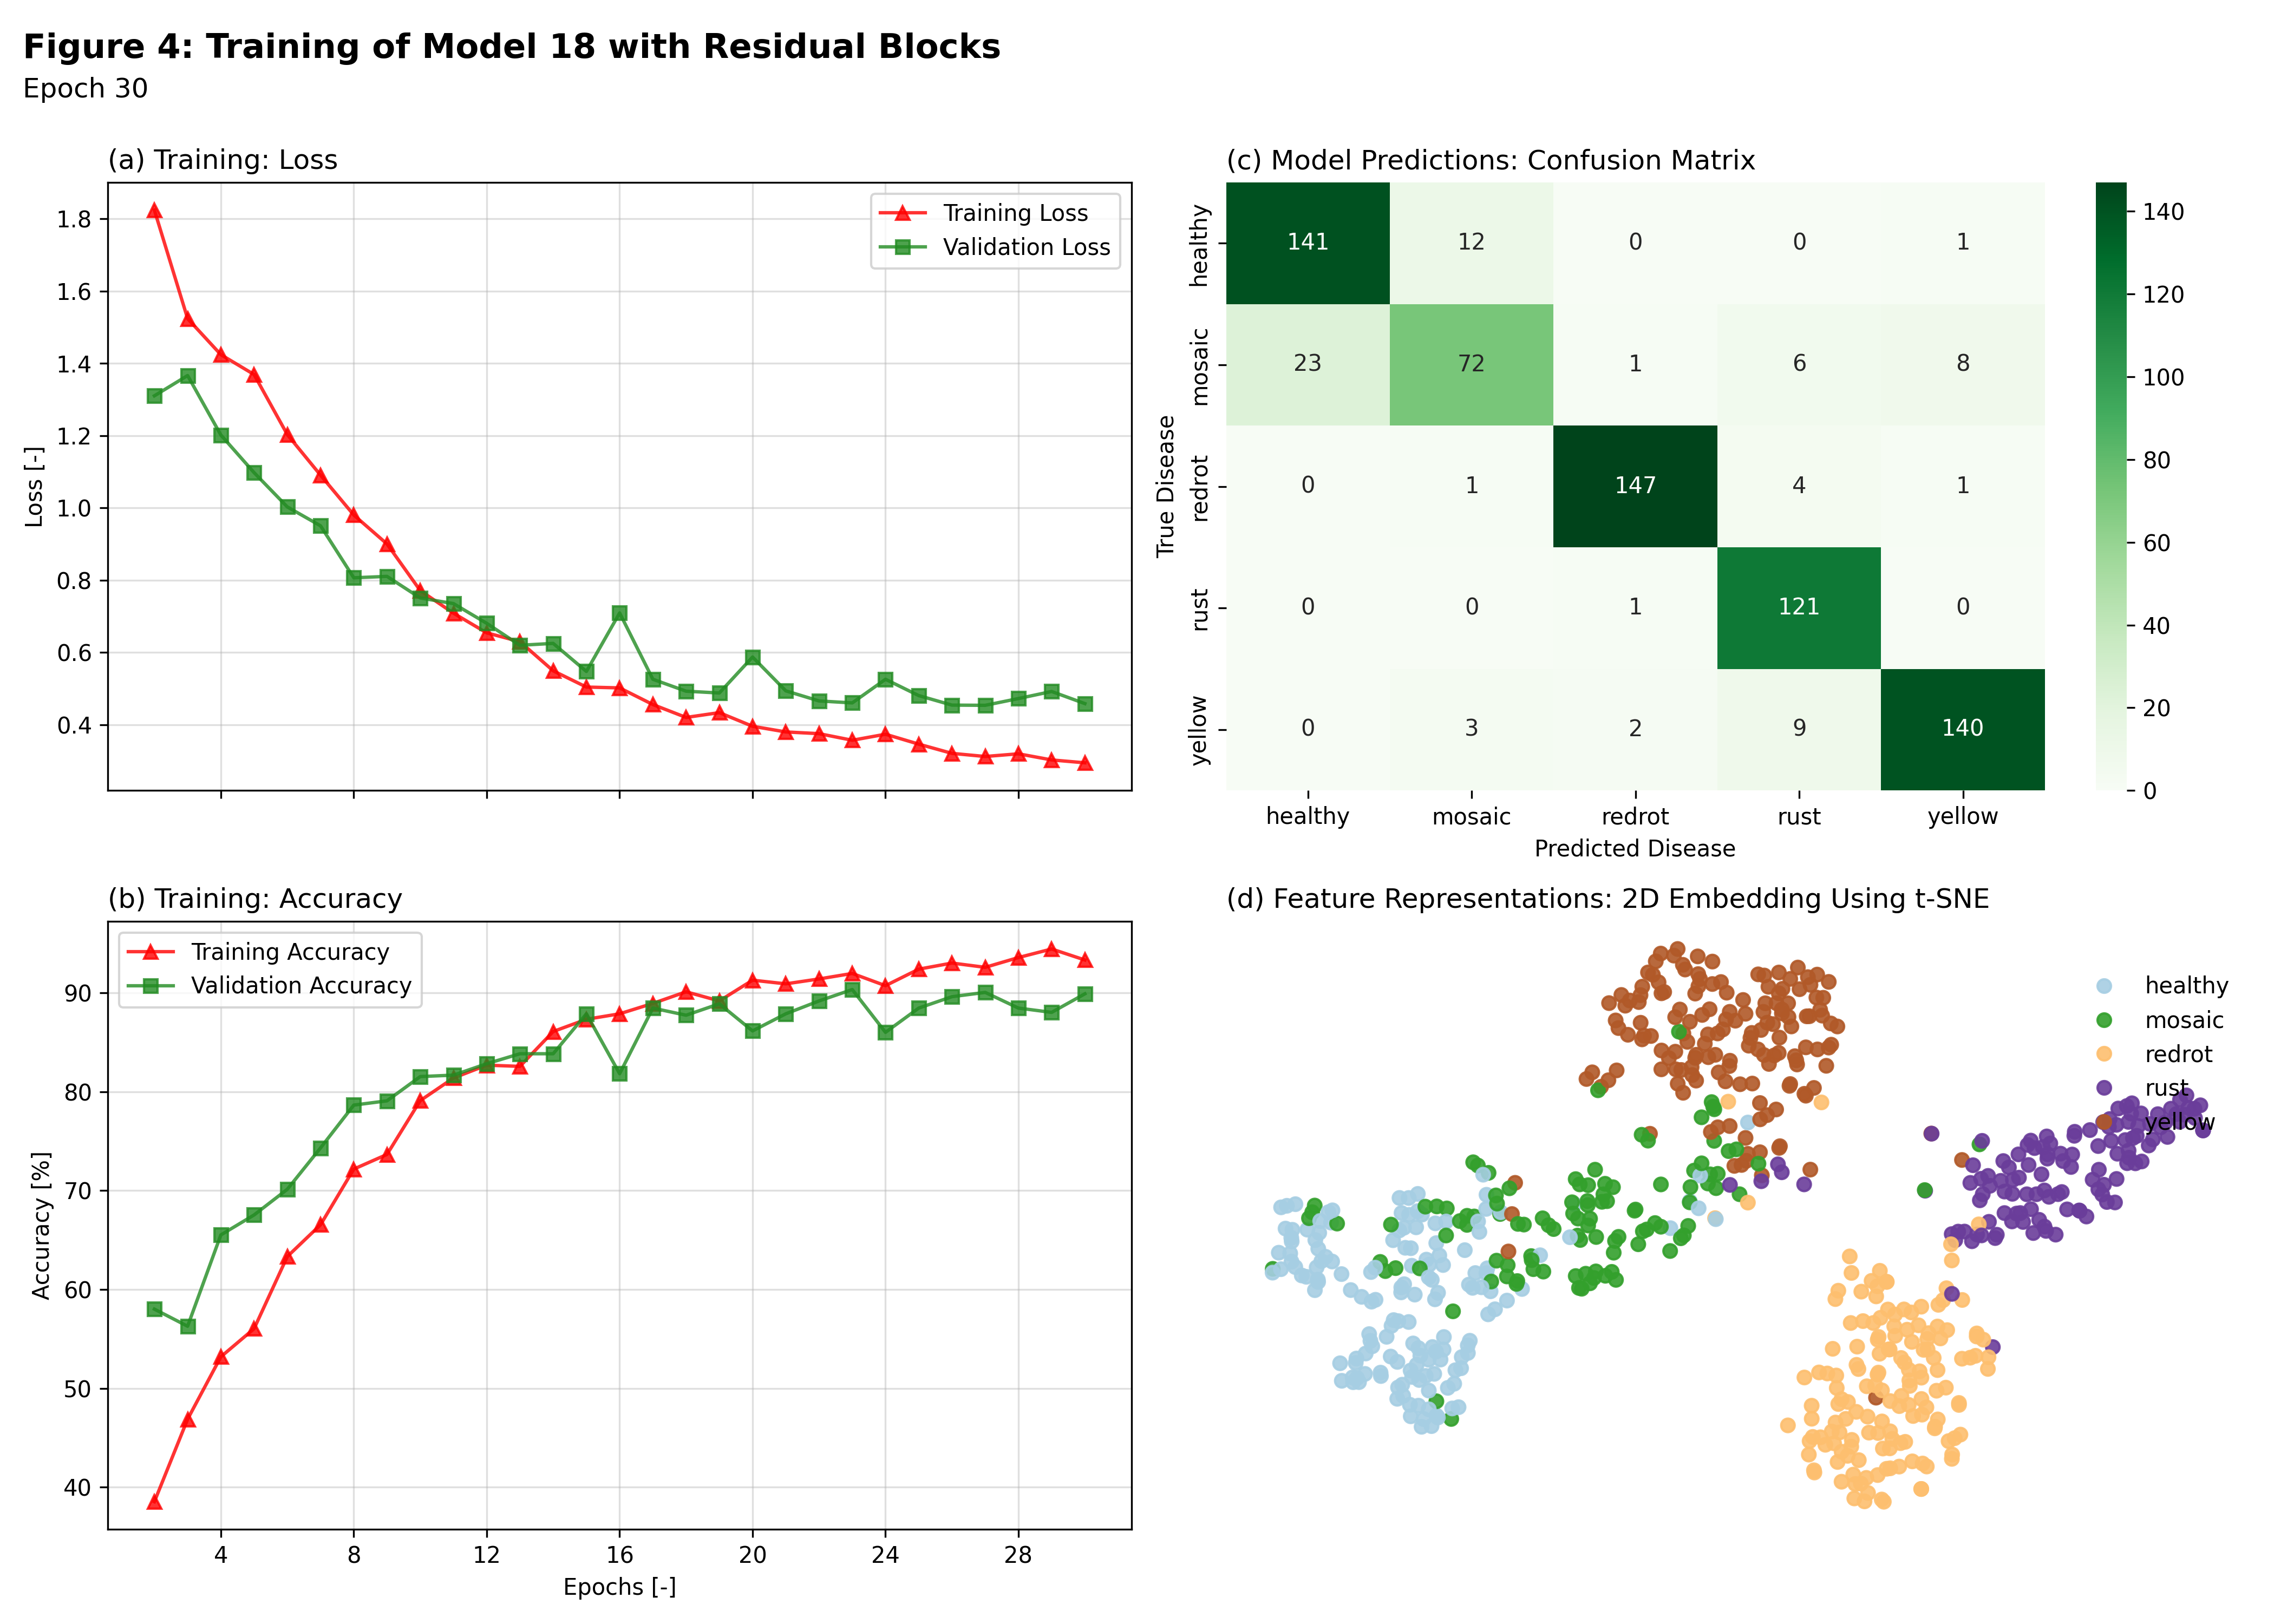 Figure 4: Training of Model 18 with Residual Blocks
Epoch 30
(a) Training: Loss
Loss [-]
1.8
1.6
1.4
1.2
1.0
0.8
0.6
0.4
Training Loss
Validation Loss
(b) Training: Accuracy
Accuracy [%]
90
80
70
60
50
40
Training Accuracy
Validation Accuracy
4 8 12 16 20 24 28
Epochs [-]
(c) Model Predictions: Confusion Matrix
True Disease
healthy 141 12 0 0 1
mosaic 23 72 1 6 8
redrot 0 1 147 4 1
rust 0 0 1 121 0
yellow 0 3 2 9 140
healthy mosaic redrot rust yellow
Predicted Disease
140
120
100
80
60
40
20
0
(d) Feature Representations: 2D Embedding Using t-SNE
healthy
mosaic
redrot
rust
yellow